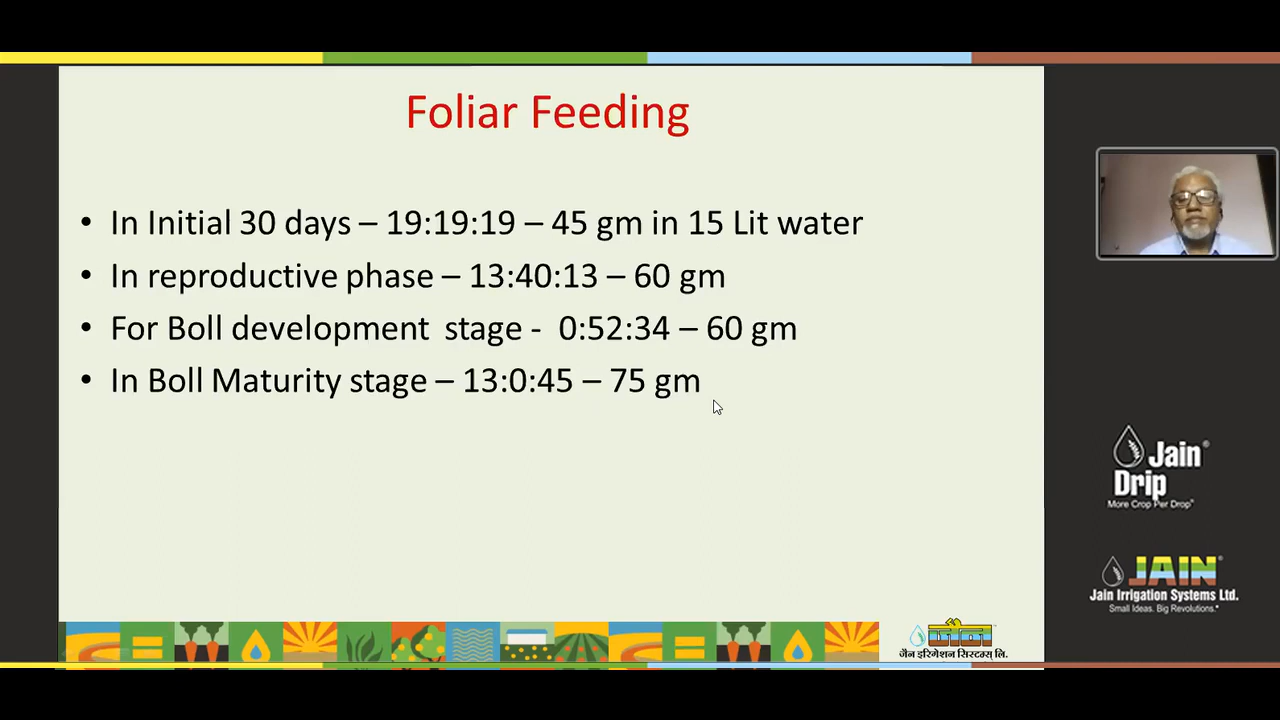 Foliar Feeding
• In Initial 30 days – 19:19:19 – 45 gm in 15 Lit water
• In reproductive phase – 13:40:13 – 60 gm
• For Boll development  stage -  0:52:34 – 60 gm
• In Boll Maturity stage – 13:0:45 – 75 gm
Jain®
Drip
More Crop Per Drop®
JAIN®
Jain Irrigation Systems Ltd.
Small Ideas. Big Revolutions.®
जैन
जैन इरिगेशन सिस्टम्स् लि.